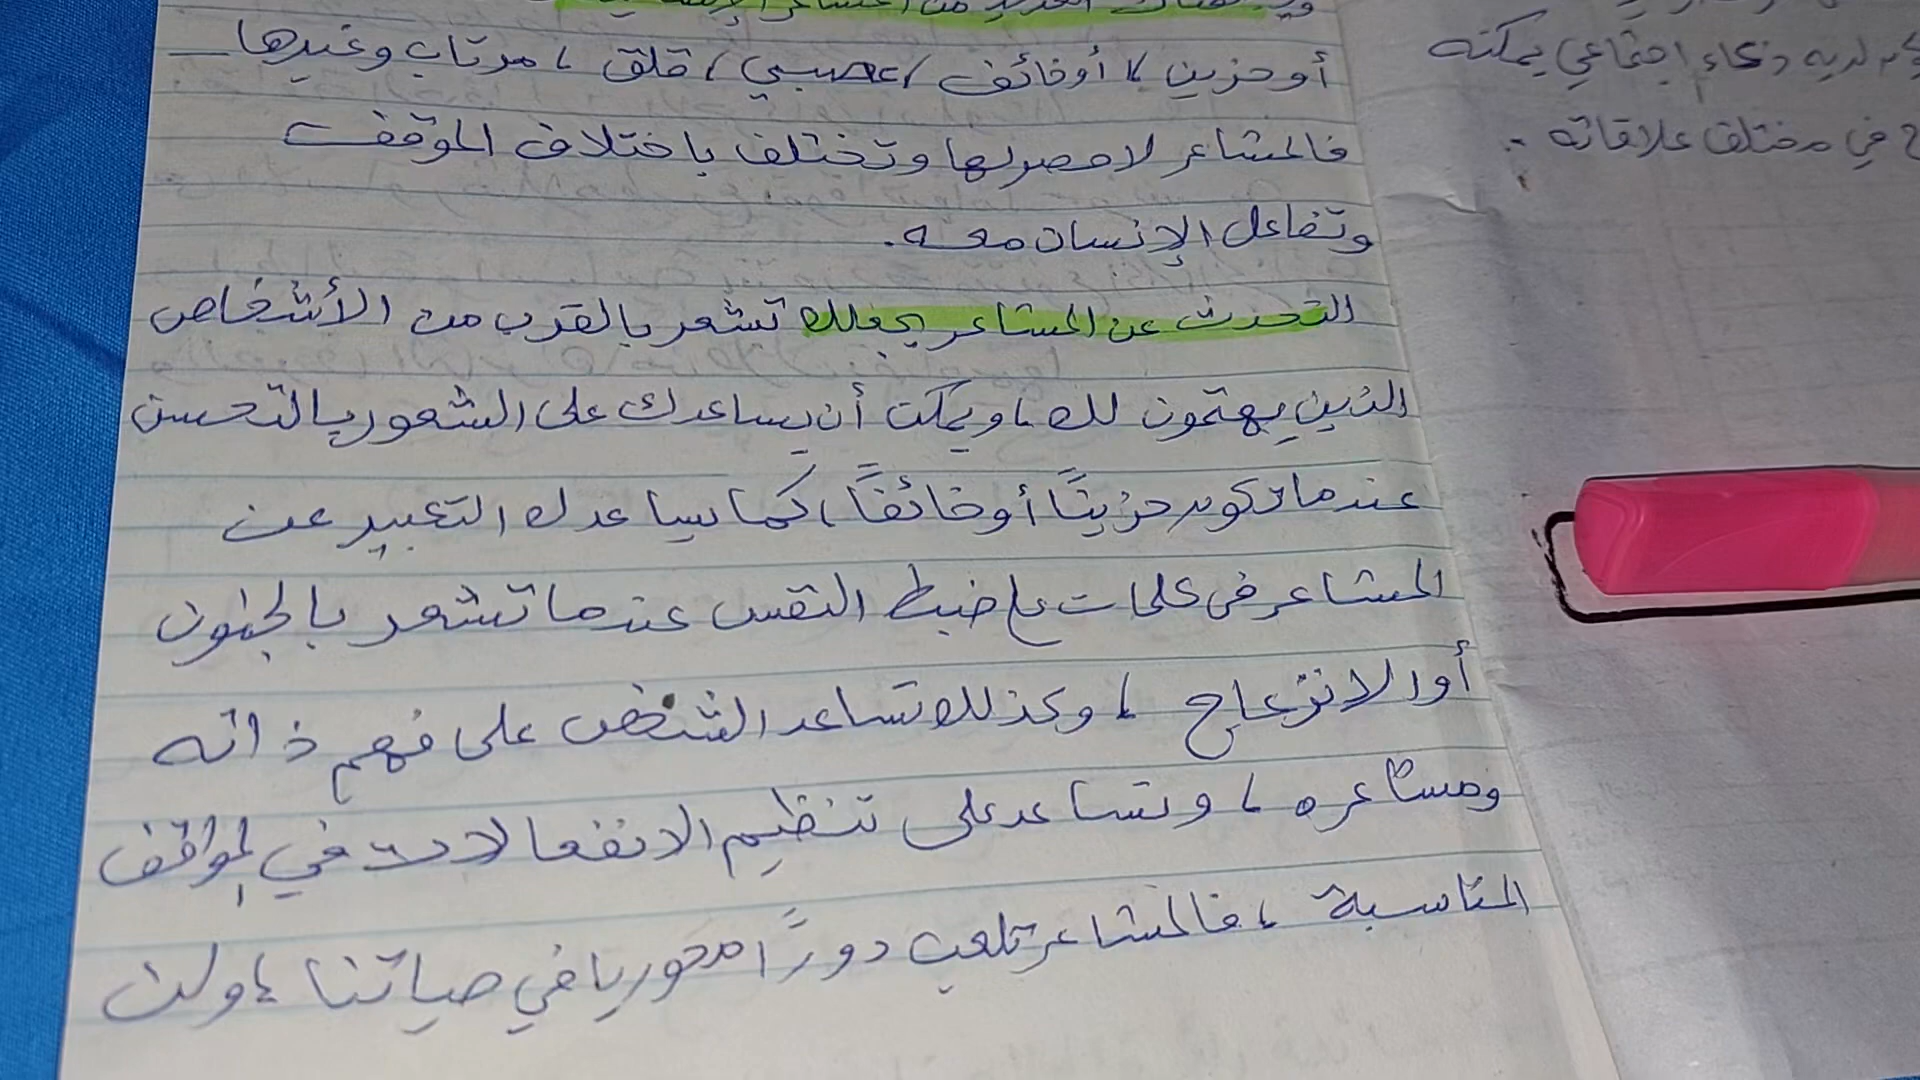 أو حزين، أو خائف، عصبي، قلق، مرتاب وغيرها
فالمشاعر لا حصر لها وتختلف باختلاف الموقف
وتفاعل الإنسان معه.
التحدث عن المشاعر يجعلك تشعر بالقرب من الأشخاص
الذين يهتمون لك، ويمكن أن يساعدك على الشعور بالتحسن
عندما تكون حزينًا أو خائفًا، كما يساعدك التعبير عن
المشاعر في كلمات على ضبط النفس عندما تشعر بالجنون
أو الانزعاج، وكذلك تساعد الشخص على فهم ذاته
ومشاعره، وتساعد على تنظيم الانفعالات في المواقف
المناسبة، فالمشاعر تلعب دورًا محوريا في حياتنا، ولن
لديه ذكاء اجتماعي يمكنه
في مختلف علاقاته.